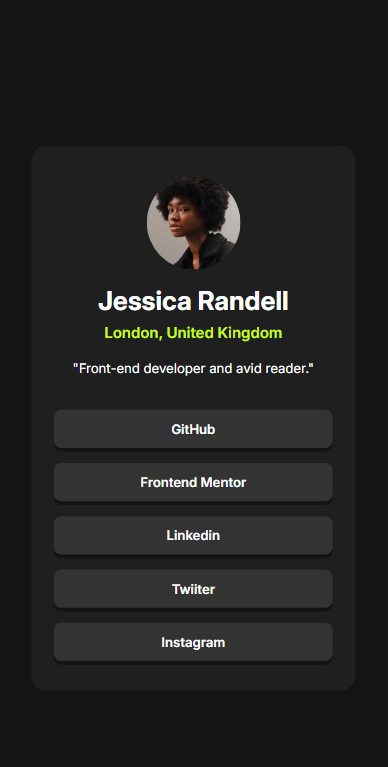 Jessica Randell
London, United Kingdom
"Front-end developer and avid reader."
GitHub
Frontend Mentor
Linkedin
Twiiter
Instagram